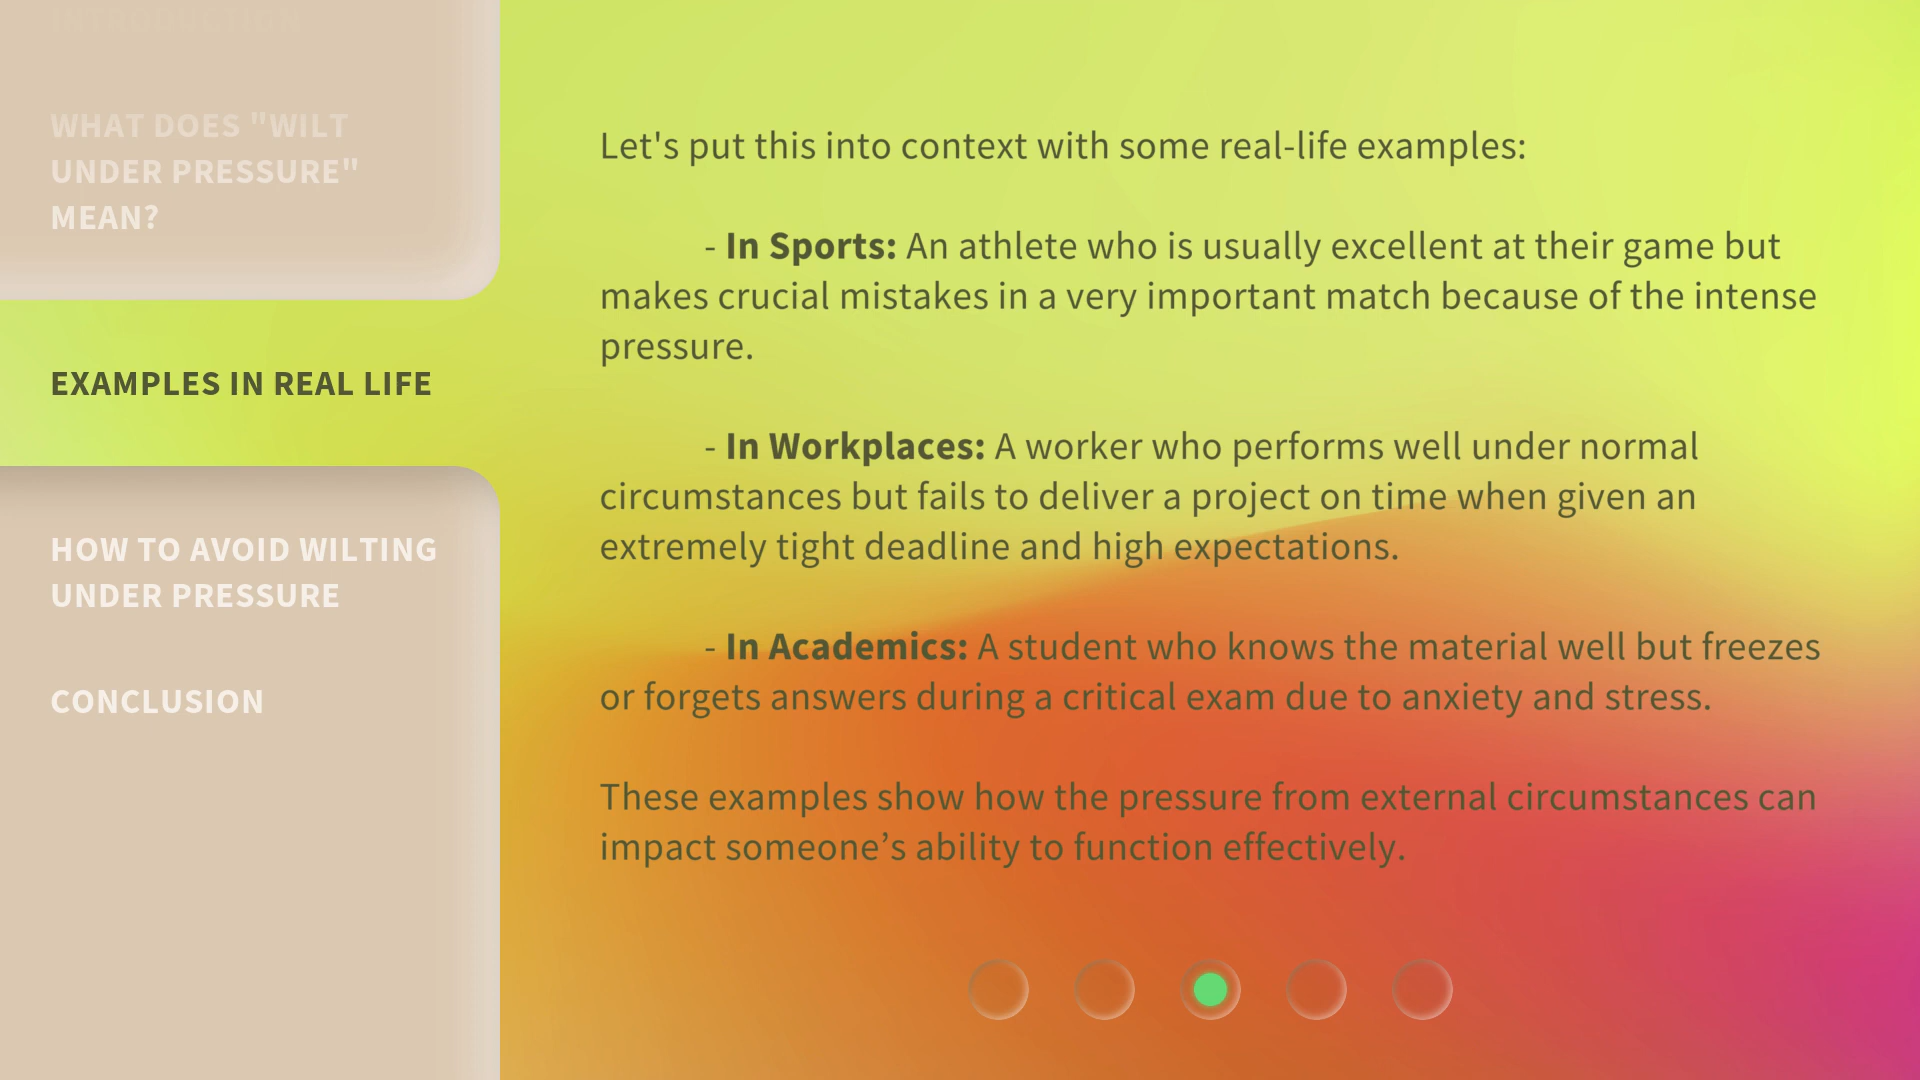 INTRODUCTION
WHAT DOES "WILT
UNDER PRESSURE"
MEAN?
EXAMPLES IN REAL LIFE
HOW TO AVOID WILTING
UNDER PRESSURE
CONCLUSION
Let's put this into context with some real-life examples:
- In Sports: An athlete who is usually excellent at their game but
makes crucial mistakes in a very important match because of the intense
pressure.
- In Workplaces: A worker who performs well under normal
circumstances but fails to deliver a project on time when given an
extremely tight deadline and high expectations.
- In Academics: A student who knows the material well but freezes
or forgets answers during a critical exam due to anxiety and stress.
These examples show how the pressure from external circumstances can
impact someone’s ability to function effectively.